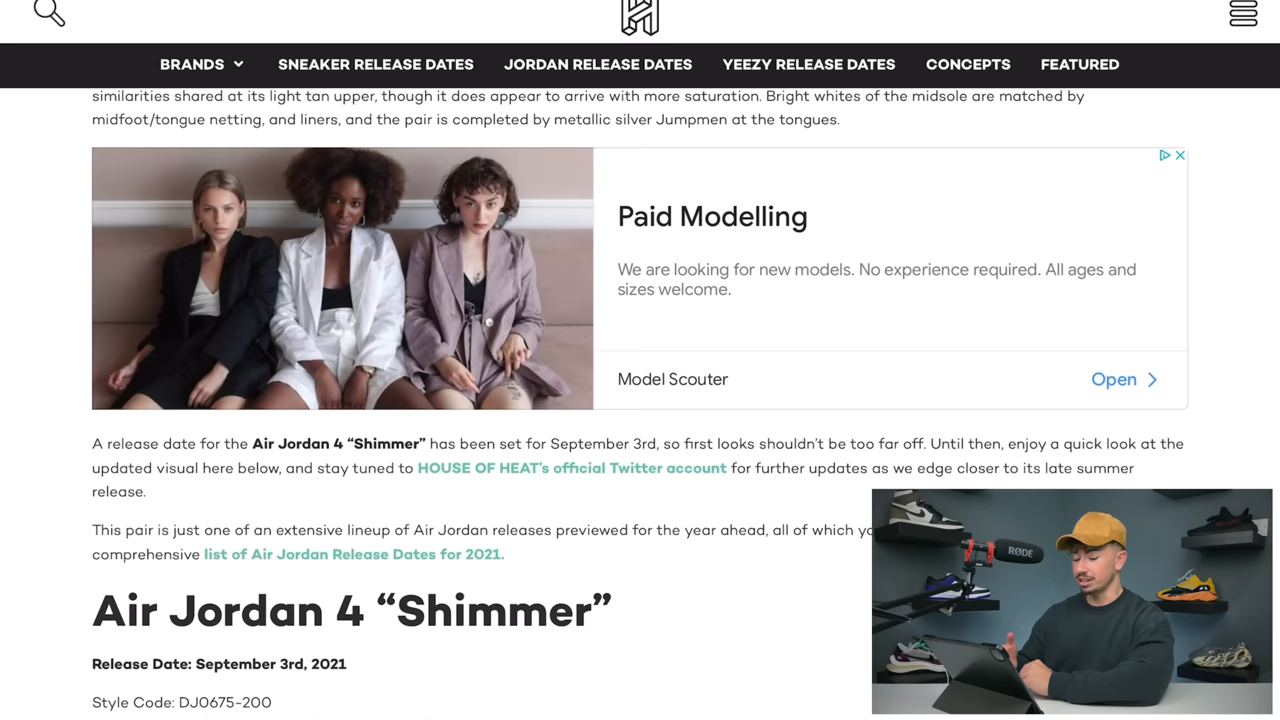 BRANDS SNEAKER RELEASE DATES JORDAN RELEASE DATES YEEZY RELEASE DATES CONCEPTS FEATURED
similarities shared at its light tan upper, though it does appear to arrive with more saturation. Bright whites of the midsole are matched by
midfoot/tongue netting, and liners, and the pair is completed by metallic silver Jumpmen at the tongues.
Paid Modelling
We are looking for new models. No experience required. All ages and
sizes welcome.
Model Scouter
Open
A release date for the Air Jordan 4 “Shimmer” has been set for September 3rd, so first looks shouldn’t be too far off. Until then, enjoy a quick look at the
updated visual here below, and stay tuned to HOUSE OF HEAT’s official Twitter account for further updates as we edge closer to its late summer
release.
This pair is just one of an extensive lineup of Air Jordan releases previewed for the year ahead, all of which
comprehensive list of Air Jordan Release Dates for 2021.
RØDE
Air Jordan 4 “Shimmer”
Release Date: September 3rd, 2021
Style Code: DJ0675-200